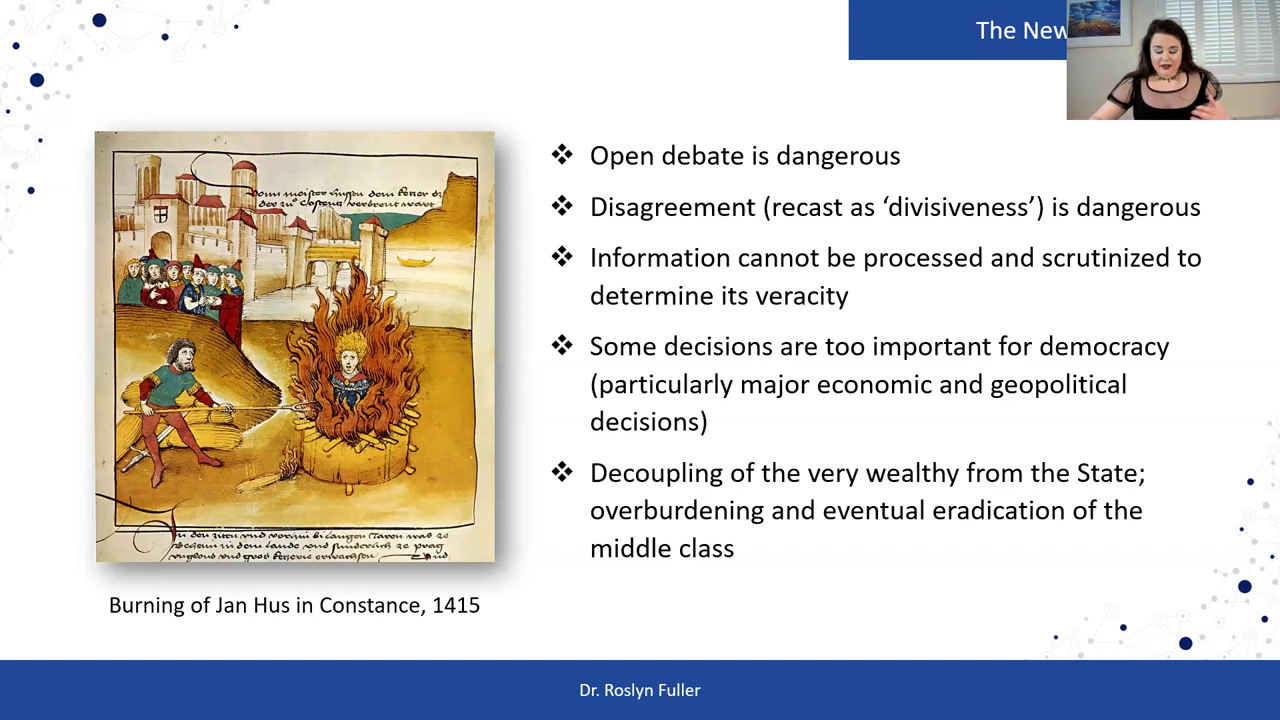 The New
Open debate is dangerous
Disagreement (recast as ‘divisiveness’) is dangerous
Information cannot be processed and scrutinized to
determine its veracity
Some decisions are too important for democracy
(particularly major economic and geopolitical
decisions)
Decoupling of the very wealthy from the State;
overburdening and eventual eradication of the
middle class
Burning of Jan Hus in Constance, 1415
Dr. Roslyn Fuller